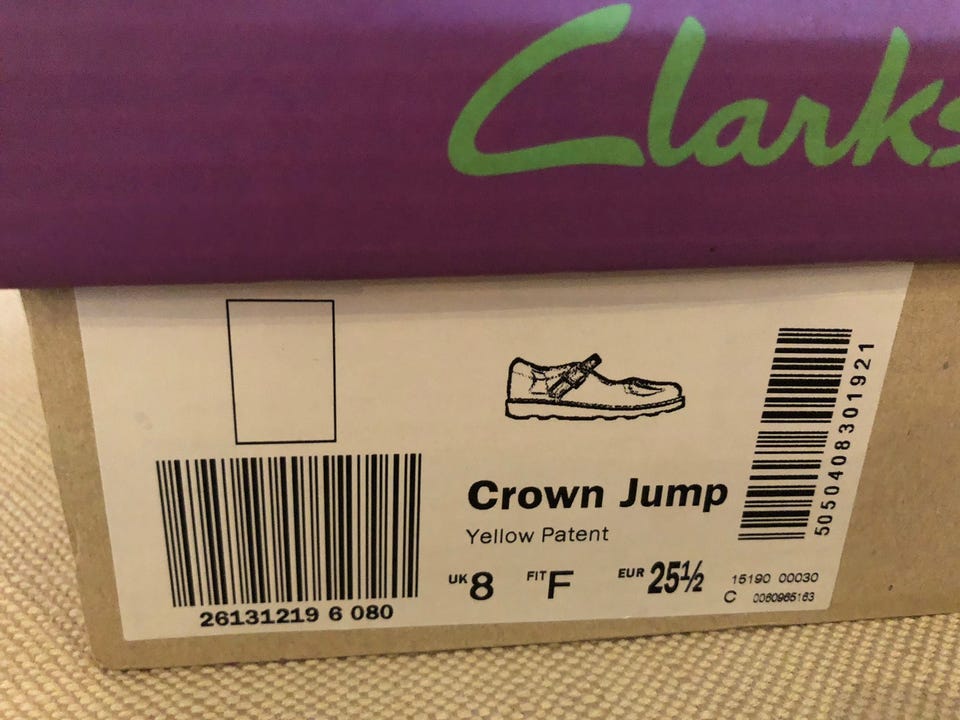 Clarks
Crown Jump
Yellow Patent
UK 8 FIT F EUR 25½
26131219 6 080
5050408301921
15190 00030
C 0060965163